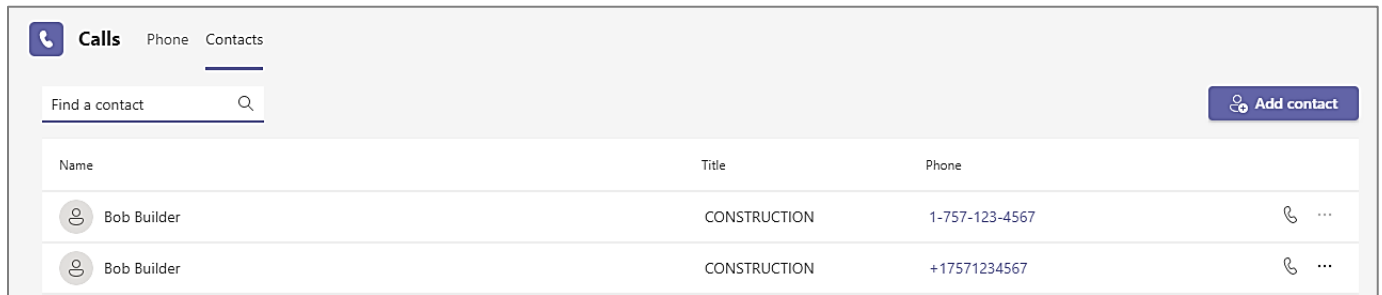 Calls Phone Contacts
Find a contact
Add contact
Name Title Phone
Bob Builder CONSTRUCTION 1-757-123-4567
Bob Builder CONSTRUCTION +17571234567